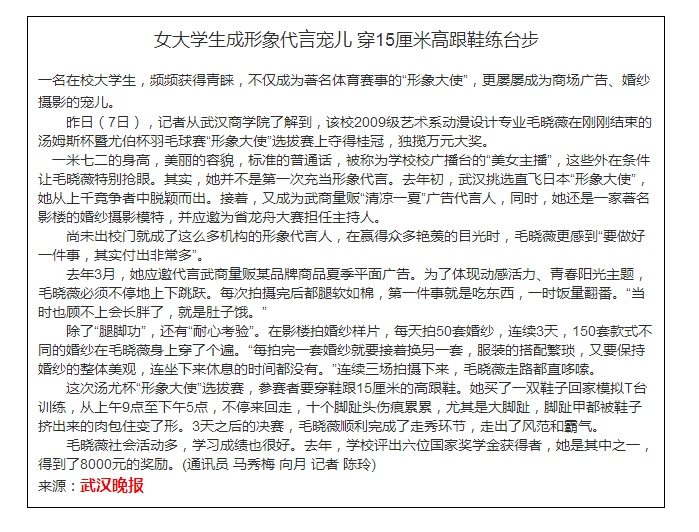 女大学生成形象代言宠儿 穿15厘米高跟鞋练台步
一名在校大学生，频频获得青睐，不仅成为著名体育赛事的“形象大使”，更屡屡成为商场广告、婚纱
摄影的宠儿。
昨日（7日），记者从武汉商学院了解到，该校2009级艺术系动漫设计专业毛晓薇在刚刚结束的
汤姆斯杯暨尤伯杯羽毛球赛“形象大使”选拔赛上夺得桂冠，独揽万元大奖。
一米七二的身高，美丽的容貌，标准的普通话，被称为学校校广播台的“美女主播”，这些外在条件
让毛晓薇特别抢眼。其实，她并不是第一次充当形象代言。去年初，武汉挑选直飞日本“形象大使”，
她从上千竞争者中脱颖而出。接着，又成为武商量贩“清凉一夏”广告代言人，同时，她还是一家著名
影楼的婚纱摄影模特，并应邀为省龙舟大赛担任主持人。
尚未出校门就成了这么多机构的形象代言人，在赢得众多艳羡的目光时，毛晓薇更感到“要做好
一件事，其实付出非常多”。
去年3月，她应邀代言武商量贩某品牌商品夏季平面广告。为了体现动感活力、青春阳光主题，
毛晓薇必须不停地上下跳跃。每次拍摄完后都腿软如棉，第一件事就是吃东西，一时饭量翻番。“当
时也顾不上会长胖了，就是肚子饿。”
除了“腿脚功”，还有“耐心考验”。在影楼拍婚纱样片，每天拍50套婚纱，连续3天，150套款式不
同的婚纱在毛晓薇身上穿了个遍。“每拍完一套婚纱就要接着换另一套，服装的搭配繁琐，又要保持
婚纱的整体美观，连坐下来休息的时间都没有。”连续三场拍摄下来，毛晓薇走路都直哆嗦。
这次汤尤杯“形象大使”选拔赛，参赛者要穿鞋跟15厘米的高跟鞋。她买了一双鞋子回家模拟T台
训练，从上午9点至下午5点，不停来回走，十个脚趾头伤痕累累，尤其是大脚趾，脚趾甲都被鞋子
挤出来的肉包住变了形。3天之后的决赛，毛晓薇顺利完成了走秀环节，走出了风范和霸气。
毛晓薇社会活动多，学习成绩也很好。去年，学校评出六位国家奖学金获得者，她是其中之一，
得到了8000元的奖励。(通讯员 马秀梅 向月 记者 陈玲)
来源：武汉晚报